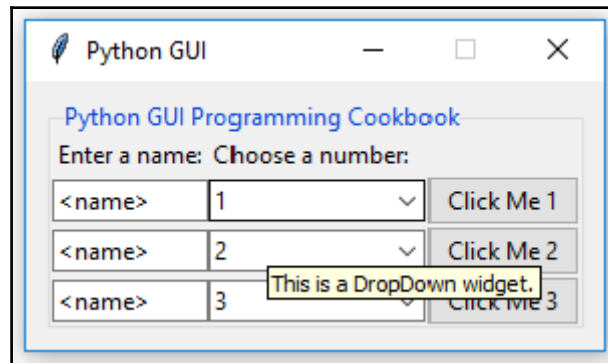 Python GUI
Python GUI Programming Cookbook
Enter a name: Choose a number:
<name> 1 Click Me 1
<name> 2 Click Me 2
This is a DropDown widget.
<name> 3 Click Me 3